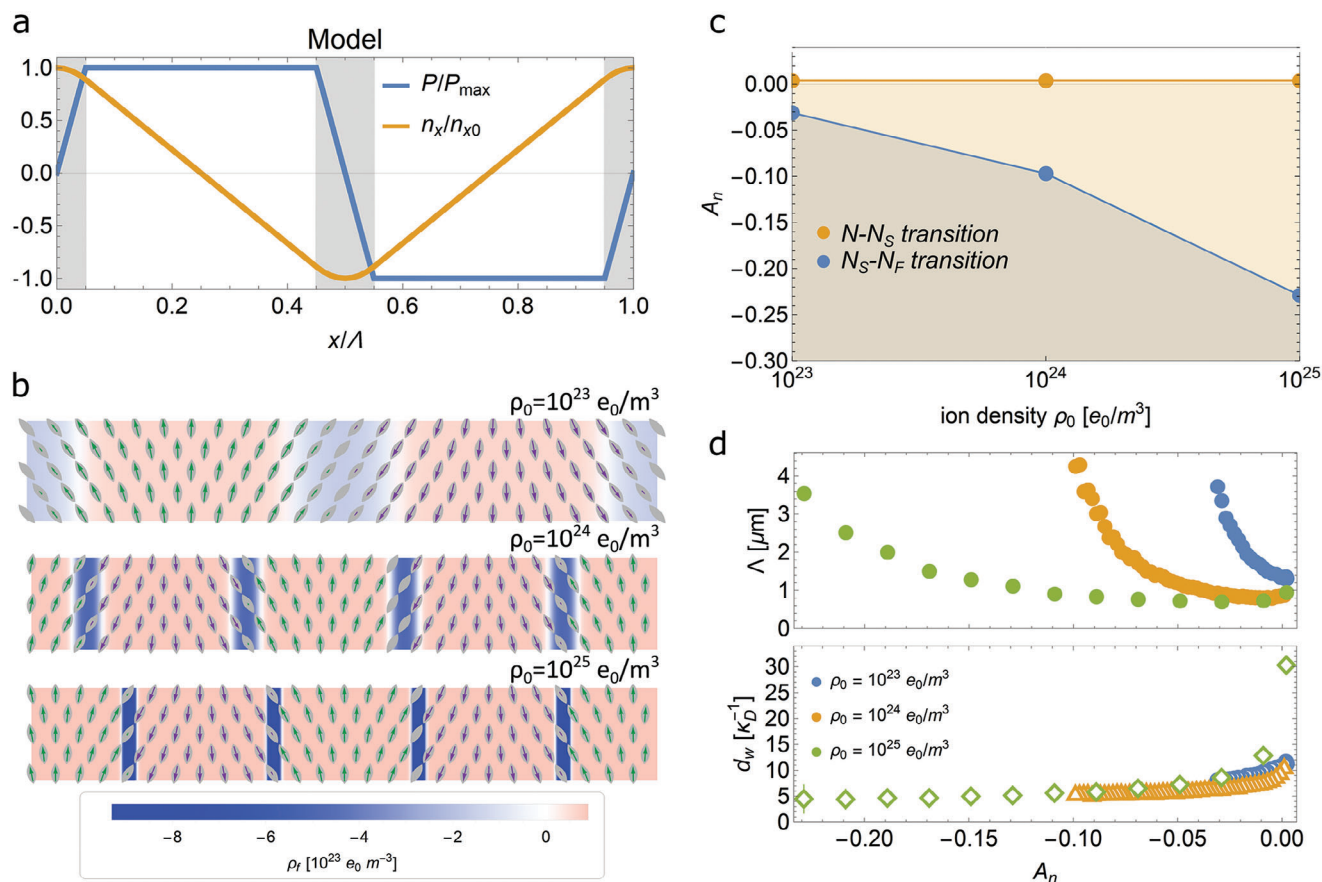 a
Model
1.0
0.5
0.0
-0.5
-1.0
P/Pmax
nx/nx0
0.0 0.2 0.4 0.6 0.8 1.0
x/Λ
b
ρ0=10^23 e0/m^3
ρ0=10^24 e0/m^3
ρ0=10^25 e0/m^3
−8 −6 −4 −2 0
ρf [10^23 e0 m^−3]
c
0.00
−0.05
−0.10
−0.15
−0.20
−0.25
−0.30
An
N-NS transition
NS-NF transition
10^23 10^24 10^25
ion density ρ0 [e0/m^3]
d
4
3
2
1
0
Λ [μm]
30
25
20
15
10
5
0
dw [κD^−1]
ρ0 = 10^23 e0/m^3
ρ0 = 10^24 e0/m^3
ρ0 = 10^25 e0/m^3
−0.20 −0.15 −0.10 −0.05 0.00
An